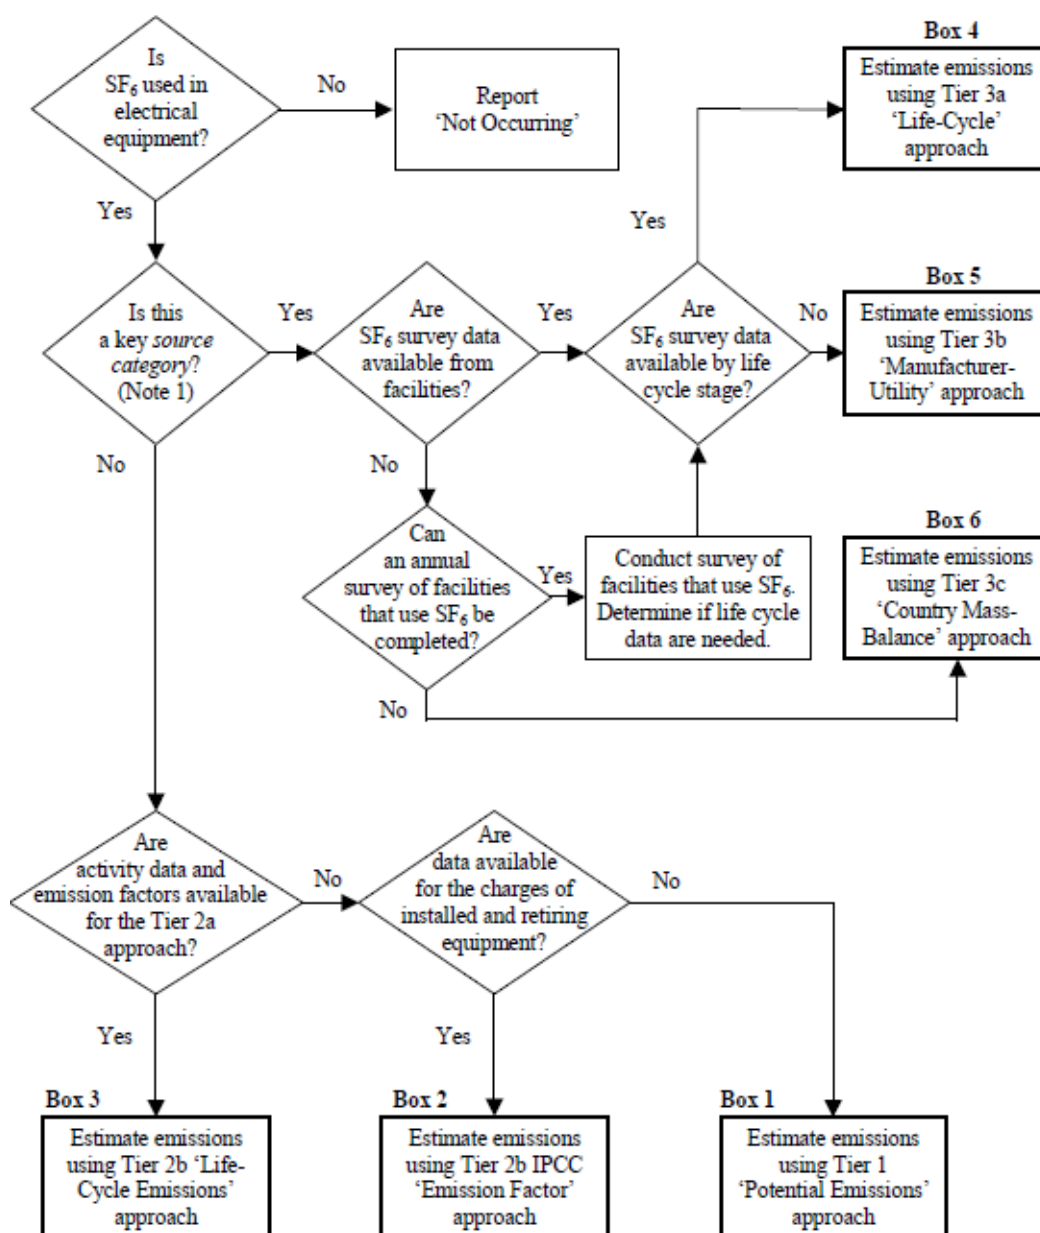 Is
SF6 used in
electrical
equipment?
No
Report
‘Not Occurring’
Box 4
Estimate emissions
using Tier 3a
‘Life-Cycle’
approach
Yes
Yes
Is this
a key source
category?
(Note 1)
Yes
Are
SF6 survey data
available from
facilities?
Yes
Are
SF6 survey data
available by life
cycle stage?
No
Box 5
Estimate emissions
using Tier 3b
‘Manufacturer-
Utility’ approach
No
No
Can
an annual
survey of facilities
that use SF6 be
completed?
Yes
Conduct survey of
facilities that use SF6.
Determine if life cycle
data are needed.
Box 6
Estimate emissions
using Tier 3c
‘Country Mass-
Balance’ approach
No
Are
activity data and
emission factors available
for the Tier 2a
approach?
No
Are
data available
for the charges of
installed and retiring
equipment?
No
Yes
Yes
Box 3
Estimate emissions
using Tier 2b ‘Life-
Cycle Emissions’
approach
Box 2
Estimate emissions
using Tier 2b IPCC
‘Emission Factor’
approach
Box 1
Estimate emissions
using Tier 1
‘Potential Emissions’
approach